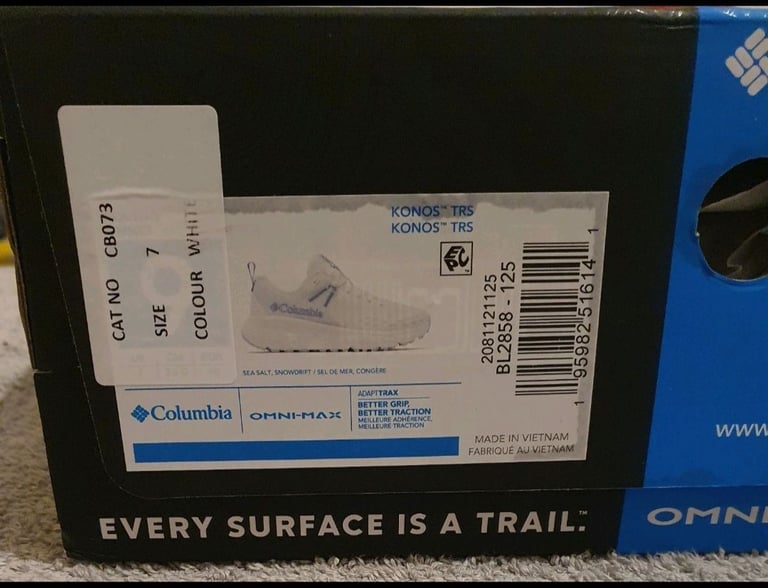 CAT NO CB073
SIZE 7
COLOUR WHITE
KONOS™ TRS
KONOS™ TRS
Columbia
SEA SALT, SNOWDRIFT / SEL DE MER, CONGÈRE
2081121125
BL2858 - 125
1 95982 51614 1
Columbia
OMNI-MAX
ADAPTTRAX
BETTER GRIP,
BETTER TRACTION
MEILLEURE ADHÉRENCE,
MEILLEURE TRACTION
MADE IN VIETNAM
FABRIQUÉ AU VIETNAM
www
EVERY SURFACE IS A TRAIL.™
OMNI